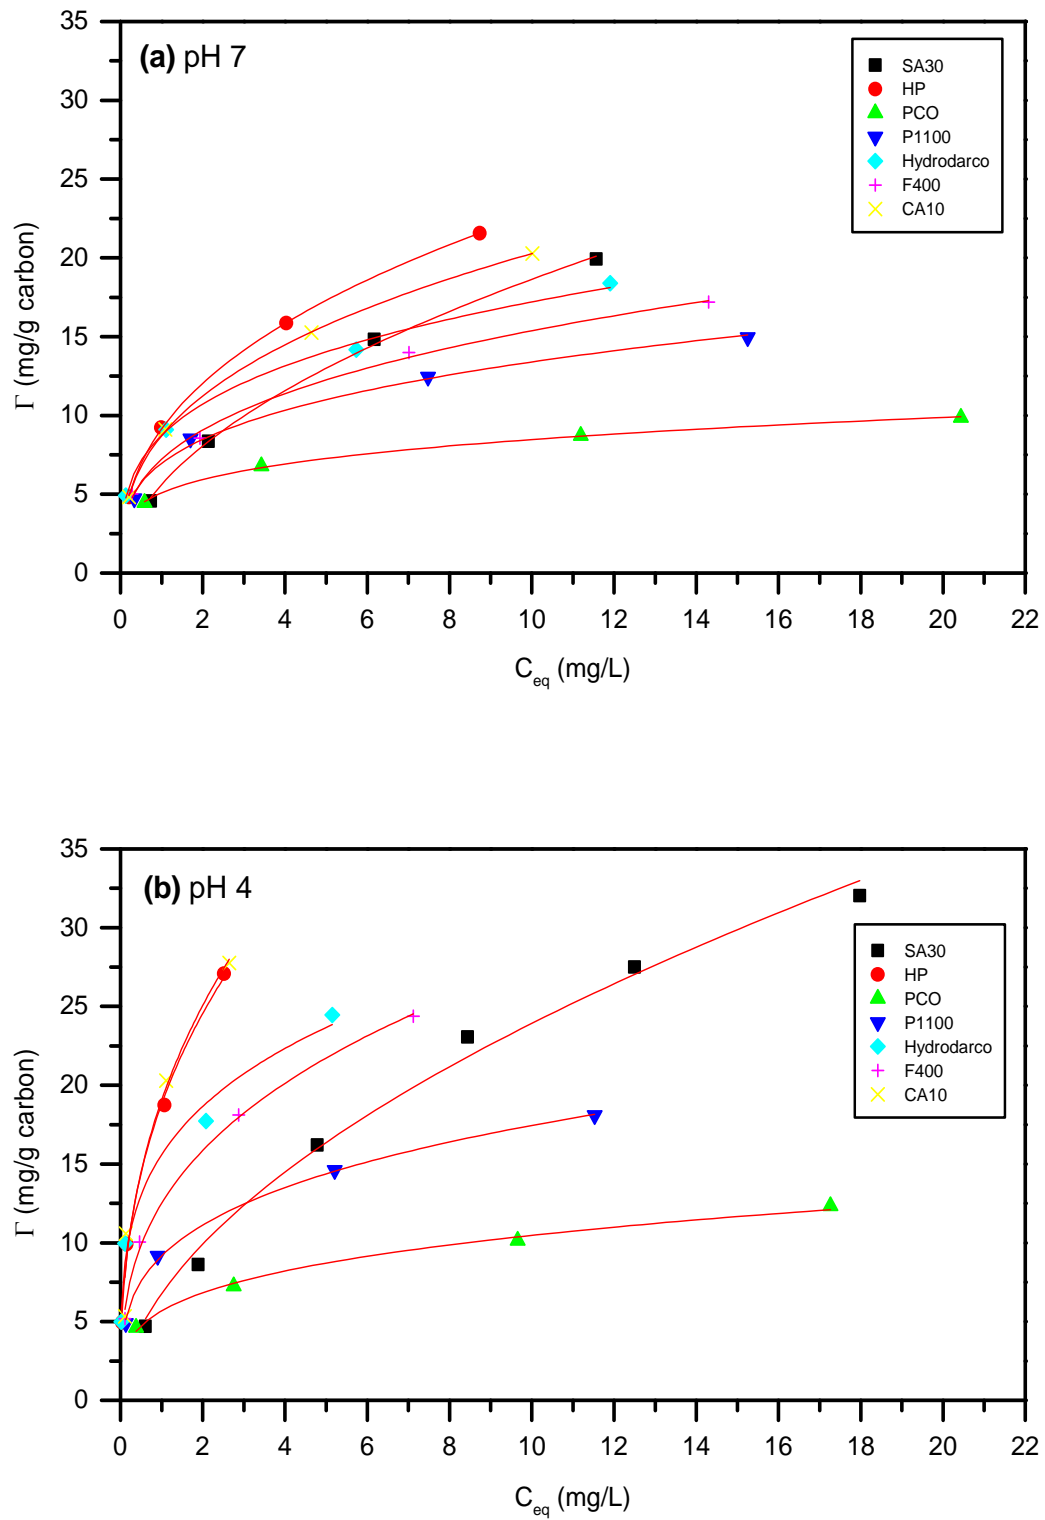 (a) pH 7
35
30
25
20
15
10
5
0
Γ (mg/g carbon)
SA30
HP
PCO
P1100
Hydrodarco
F400
CA10
0 2 4 6 8 10 12 14 16 18 20 22
Ceq (mg/L)
(b) pH 4
35
30
25
20
15
10
5
0
Γ (mg/g carbon)
SA30
HP
PCO
P1100
Hydrodarco
F400
CA10
0 2 4 6 8 10 12 14 16 18 20 22
Ceq (mg/L)